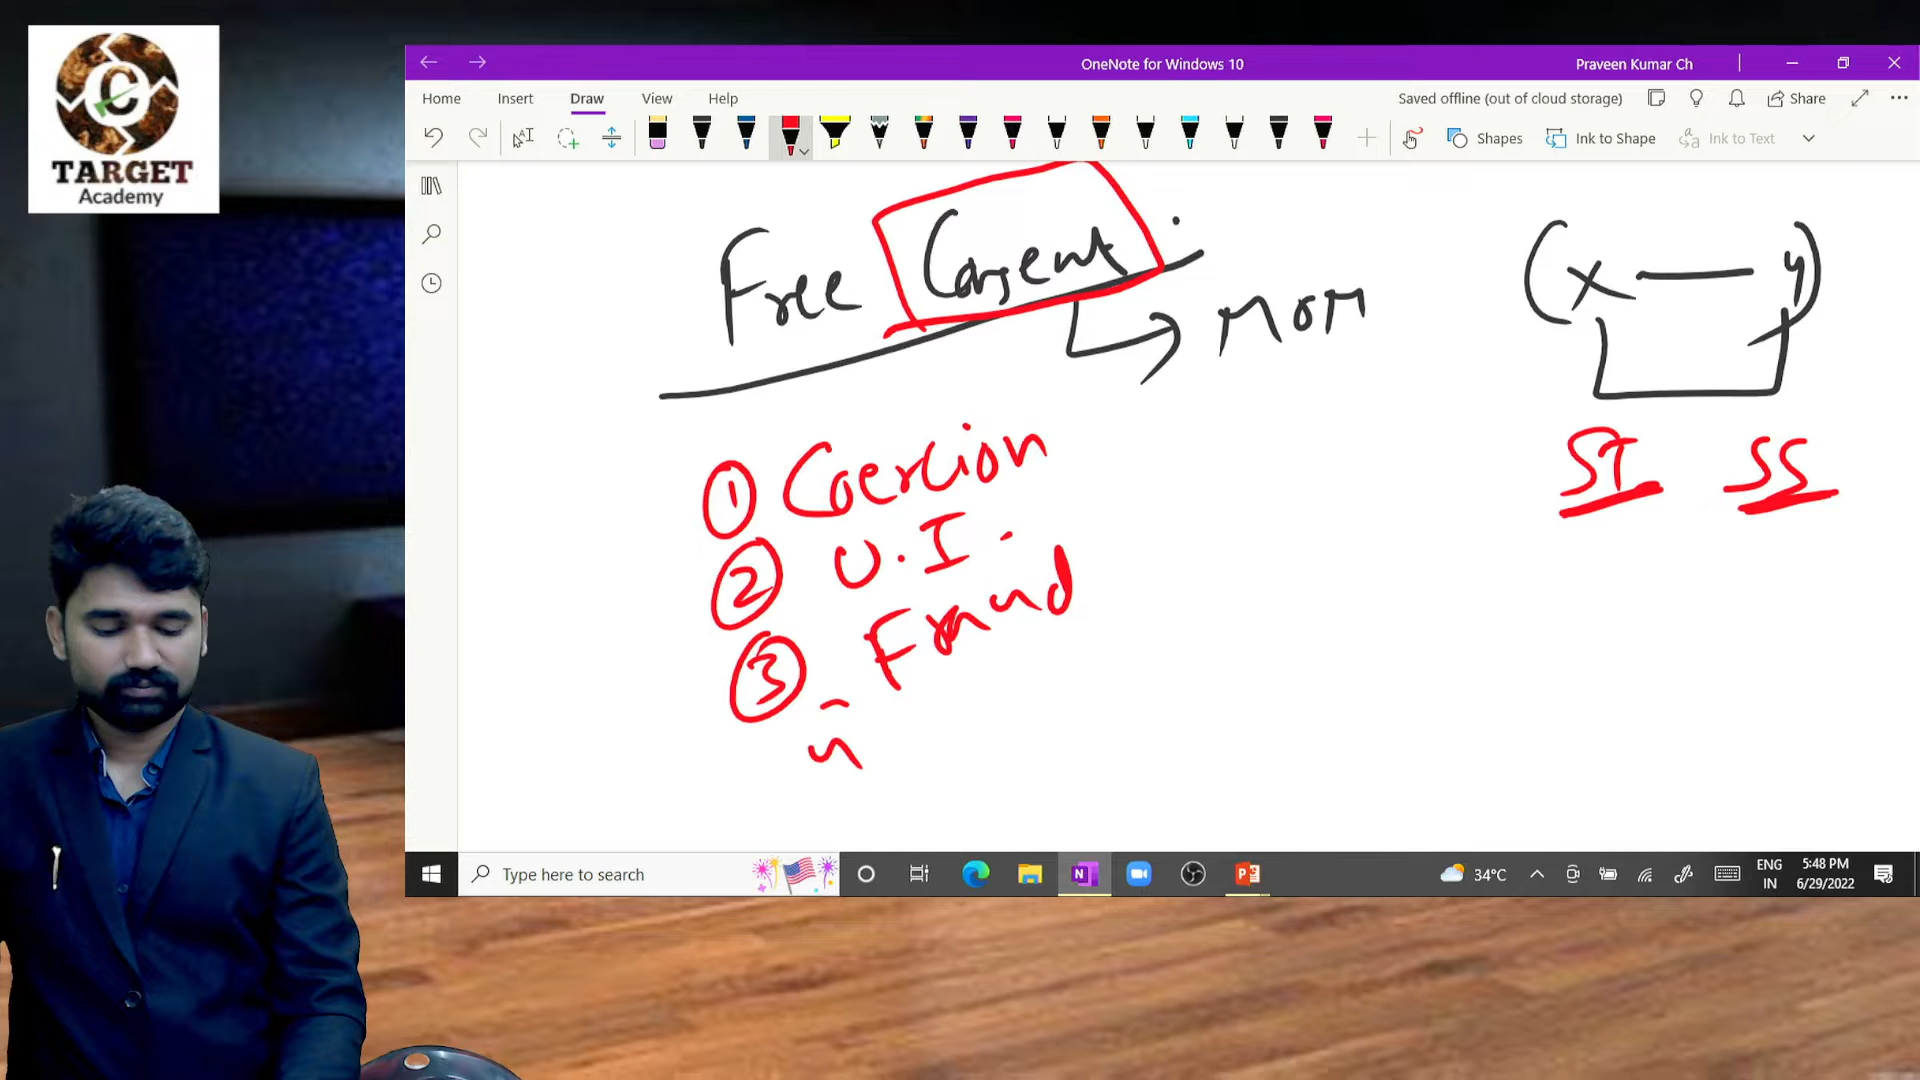 C
TARGET
Academy
OneNote for Windows 10
Praveen Kumar Ch
Home Insert Draw View Help
Saved offline (out of cloud storage)
Share
Shapes
Ink to Shape
Ink to Text
Free Consent :
→ MOM
(x — y)
ST SS
① Coercion
② U.I.
③ Fraud
Type here to search
N
P
34°C
ENG
IN
5:48 PM
6/29/2022